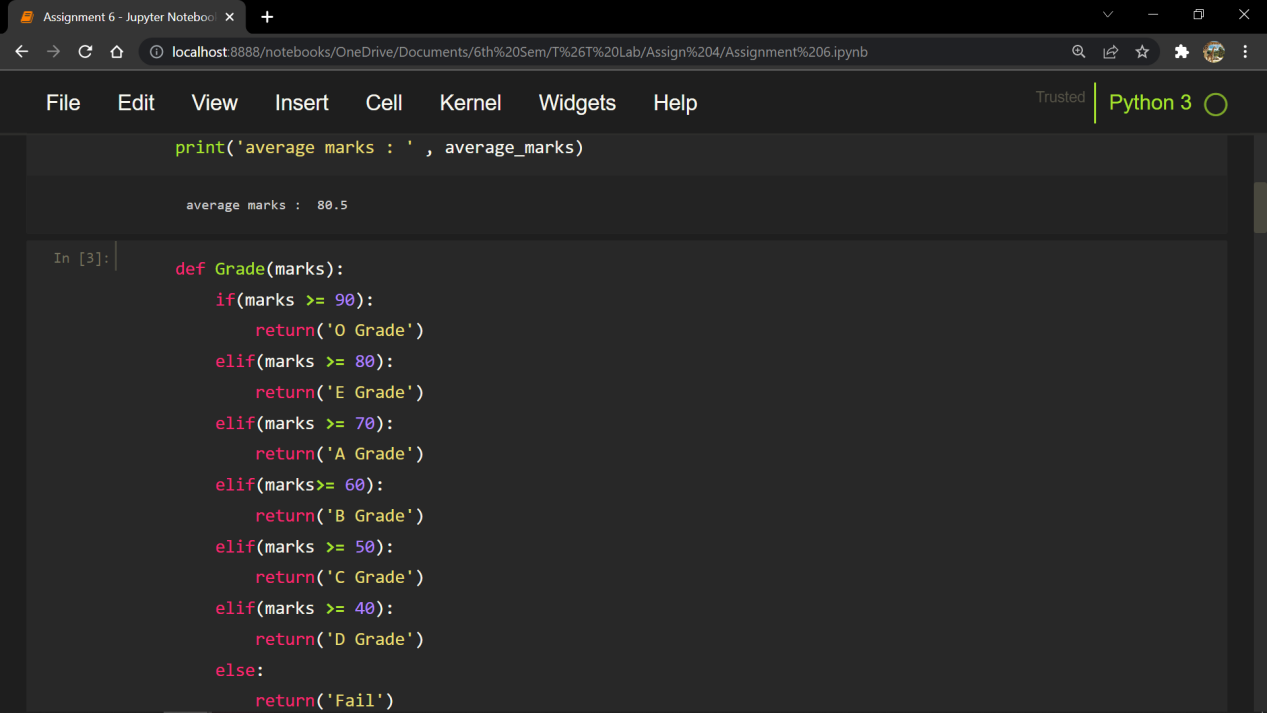 Assignment 6 - Jupyter Noteboo
localhost:8888/notebooks/OneDrive/Documents/6th%20Sem/T%26T%20Lab/Assign%204/Assignment%206.ipynb
File Edit View Insert Cell Kernel Widgets Help Trusted Python 3
print('average marks : ' , average_marks)
average marks :  80.5
In [3]:
def Grade(marks):
    if(marks >= 90):
        return('O Grade')
    elif(marks >= 80):
        return('E Grade')
    elif(marks >= 70):
        return('A Grade')
    elif(marks>= 60):
        return('B Grade')
    elif(marks >= 50):
        return('C Grade')
    elif(marks >= 40):
        return('D Grade')
    else:
        return('Fail')